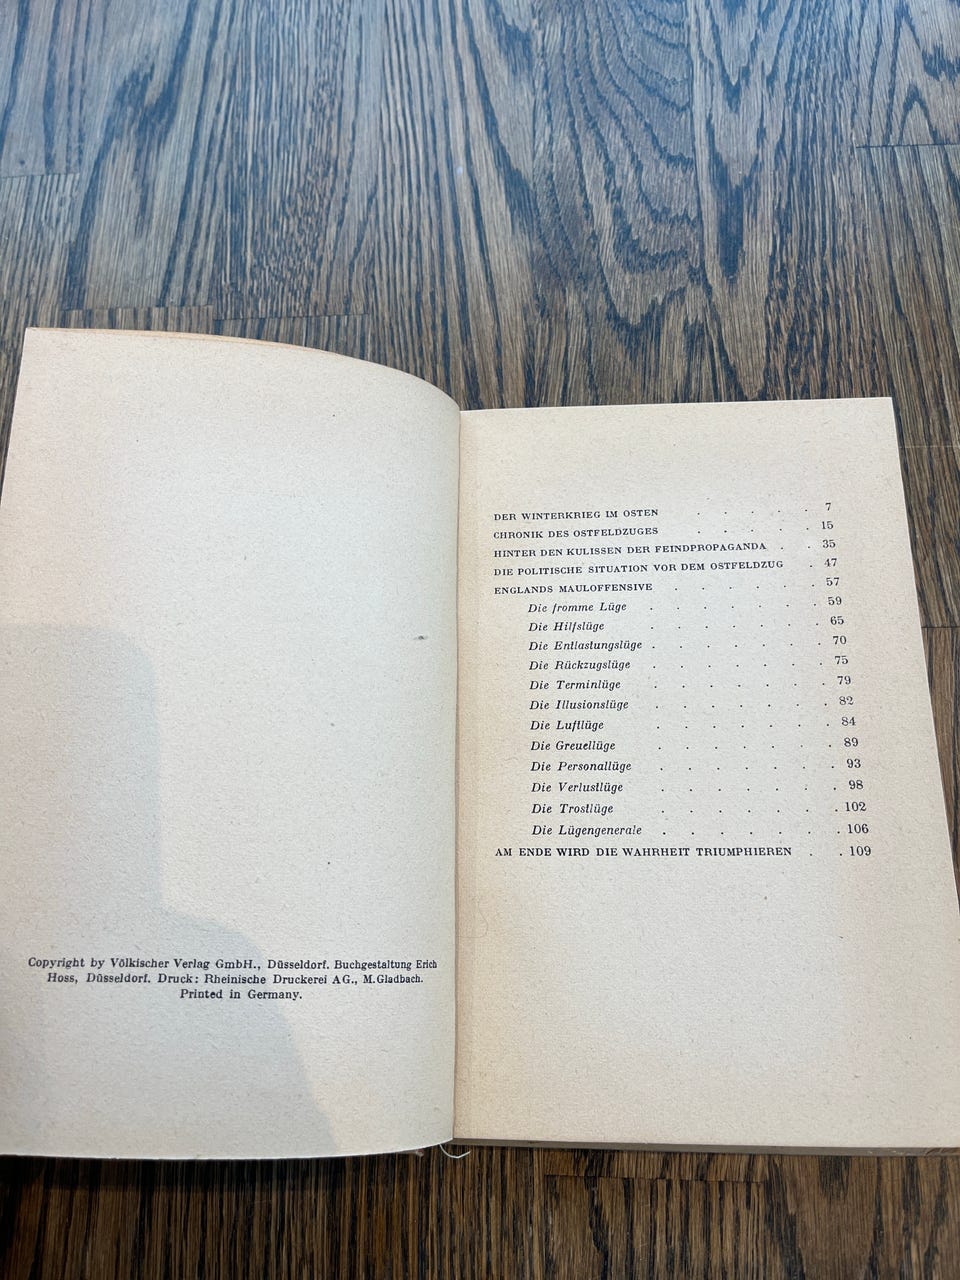 Copyright by Völkischer Verlag GmbH., Düsseldorf. Buchgestaltung Erich
Hoss, Düsseldorf. Druck: Rheinische Druckerei AG., M.Gladbach.
Printed in Germany.
DER WINTERKRIEG IM OSTEN . . . . . 7
CHRONIK DES OSTFELDZUGES . . . . . 15
HINTER DEN KULISSEN DER FEINDPROPAGANDA . . 35
DIE POLITISCHE SITUATION VOR DEM OSTFELDZUG . 47
ENGLANDS MAULOFFENSIVE . . . . . . 57
Die fromme Lüge . . . . . . . 59
Die Hilfslüge . . . . . . . 65
Die Entlastungslüge . . . . . . . 70
Die Rückzugslüge . . . . . . . 75
Die Terminlüge . . . . . . . 79
Die Illusionslüge . . . . . . . 82
Die Luftlüge . . . . . . . 84
Die Greuellüge . . . . . . . 89
Die Personallüge . . . . . . . 93
Die Verlustlüge . . . . . . . 98
Die Trostlüge . . . . . . . 102
Die Lügengenerale . . . . . . . 106
AM ENDE WIRD DIE WAHRHEIT TRIUMPHIEREN . . 109